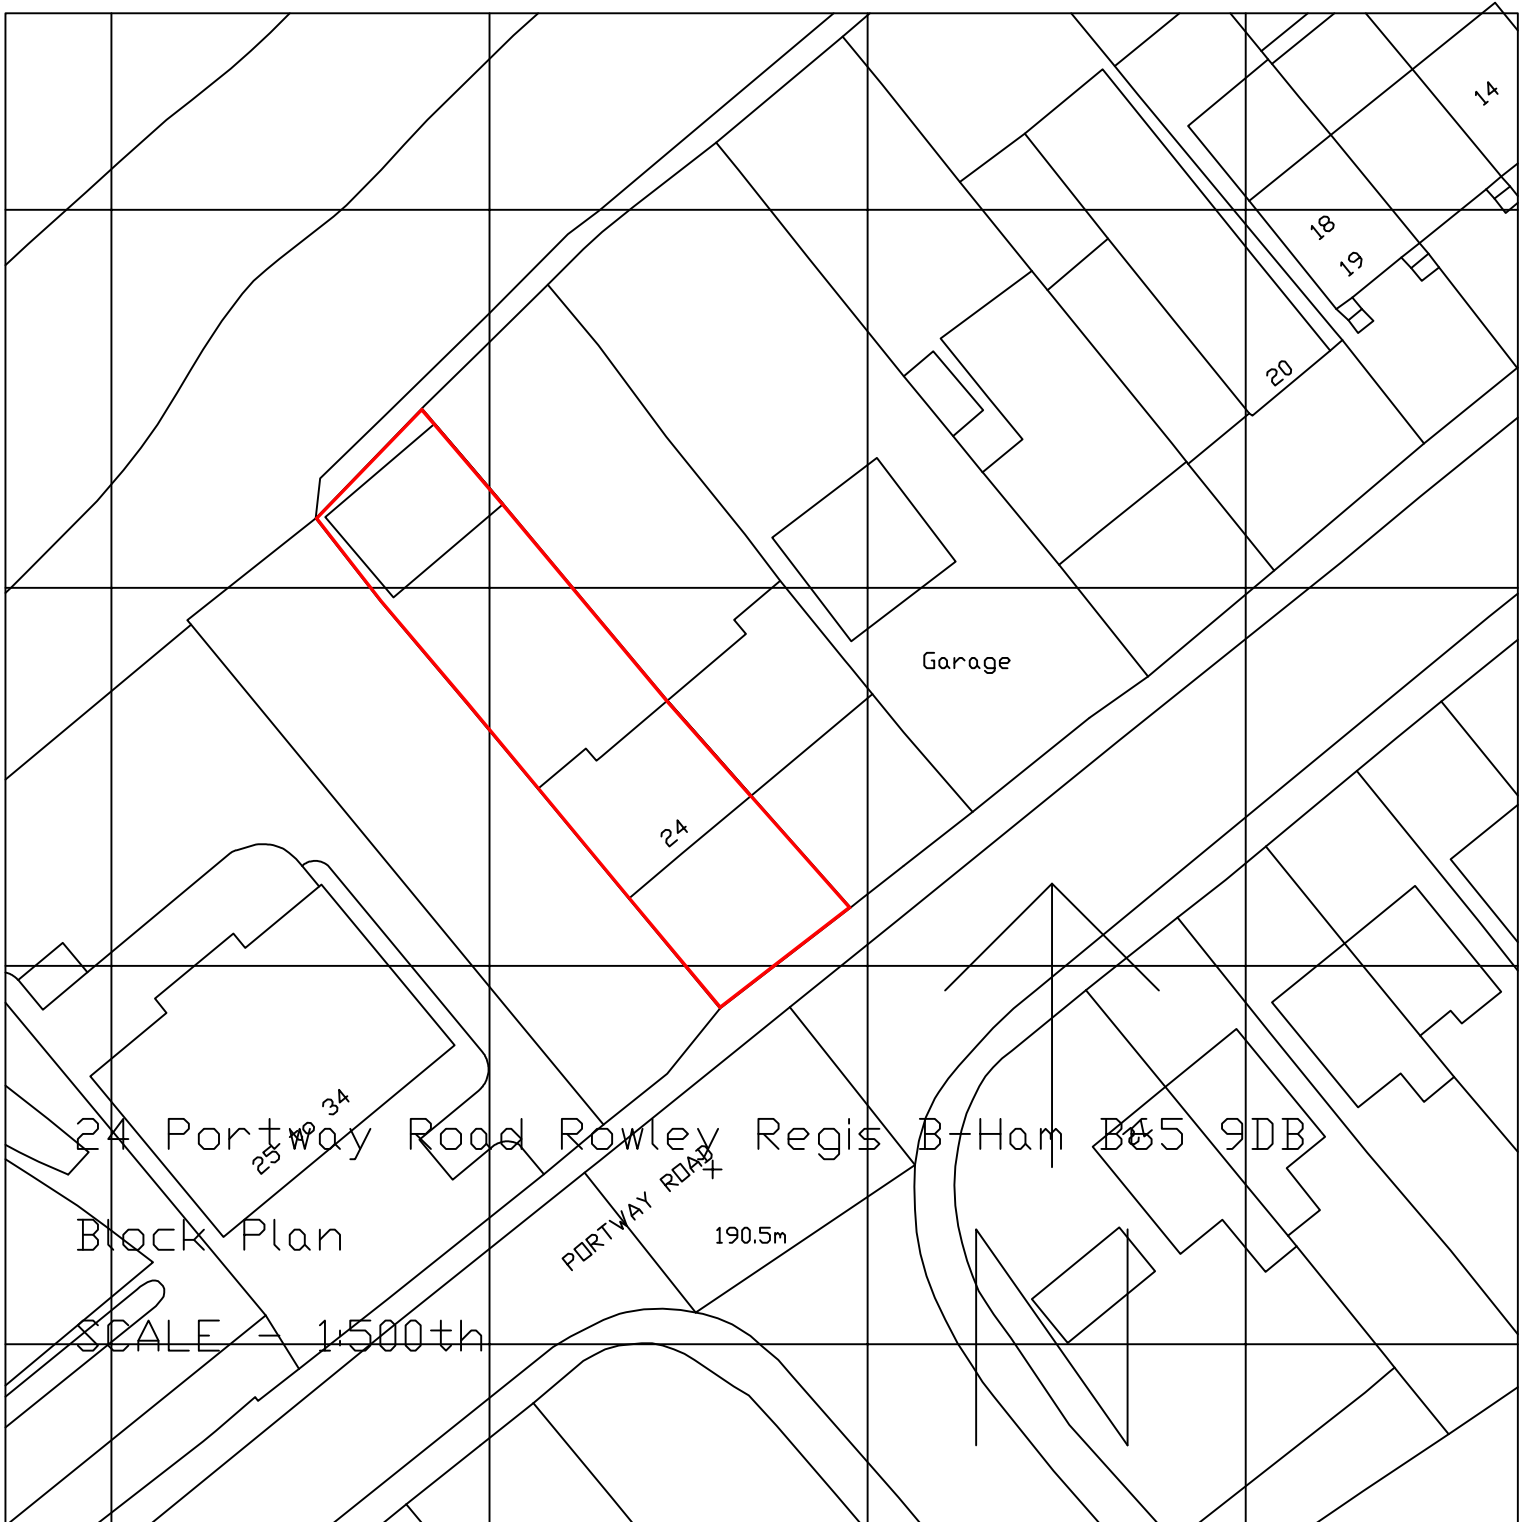 14
18
19
20
Garage
24
25 to 34
24 Portway Road Rowley Regis B-Ham B65 9DB
PORTWAY ROAD
190.5m
Block Plan
SCALE - 1:500th
N